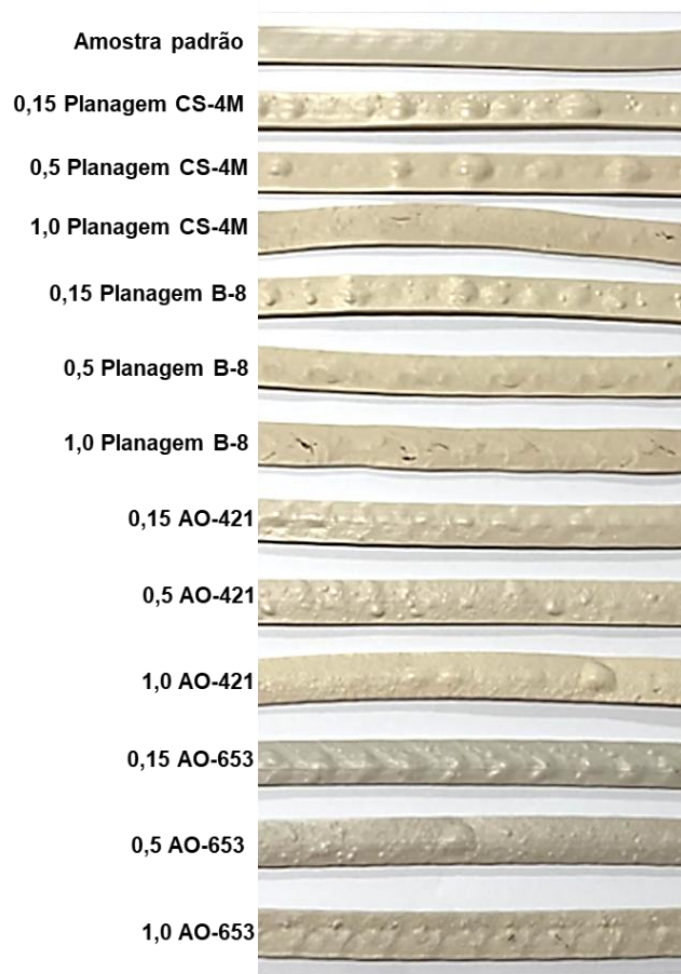 Amostra padrão
0,15 Planagem CS-4M
0,5 Planagem CS-4M
1,0 Planagem CS-4M
0,15 Planagem B-8
0,5 Planagem B-8
1,0 Planagem B-8
0,15 AO-421
0,5 AO-421
1,0 AO-421
0,15 AO-653
0,5 AO-653
1,0 AO-653